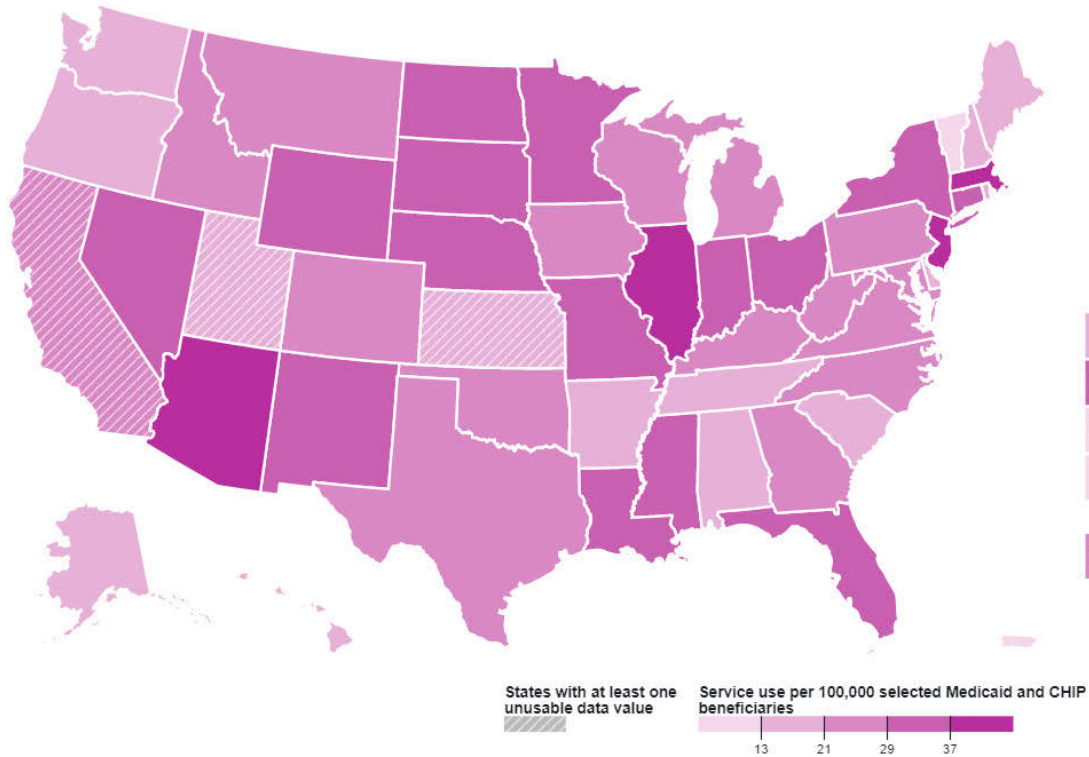 States with at least one
unusable data value
Service use per 100,000 selected Medicaid and CHIP
beneficiaries
13 21 29 37